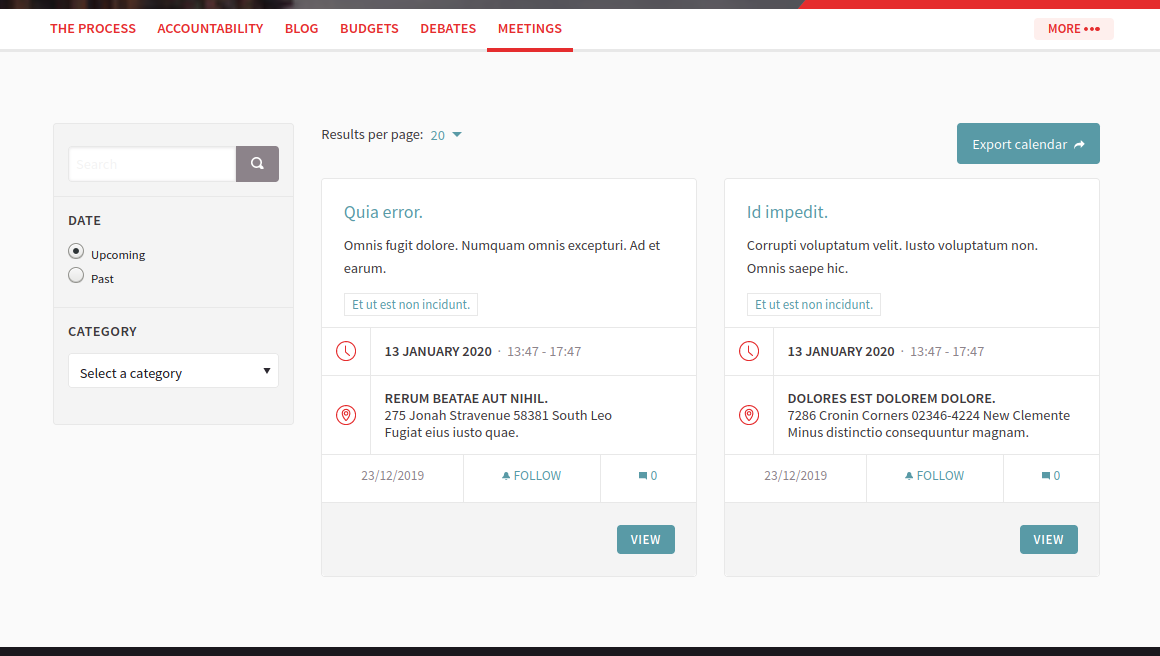 THE PROCESS ACCOUNTABILITY BLOG BUDGETS DEBATES MEETINGS MORE •••
Search
DATE
Upcoming
Past
CATEGORY
Select a category
Results per page: 20
Export calendar
Quia error.
Omnis fugit dolore. Numquam omnis excepturi. Ad et
earum.
Et ut est non incidunt.
13 JANUARY 2020 · 13:47 - 17:47
RERUM BEATAE AUT NIHIL.
275 Jonah Stravenue 58381 South Leo
Fugiat eius iusto quae.
23/12/2019 FOLLOW 0
VIEW
Id impedit.
Corrupti voluptatum velit. Iusto voluptatum non.
Omnis saepe hic.
Et ut est non incidunt.
13 JANUARY 2020 · 13:47 - 17:47
DOLORES EST DOLOREM DOLORE.
7286 Cronin Corners 02346-4224 New Clemente
Minus distinctio consequuntur magnam.
23/12/2019 FOLLOW 0
VIEW